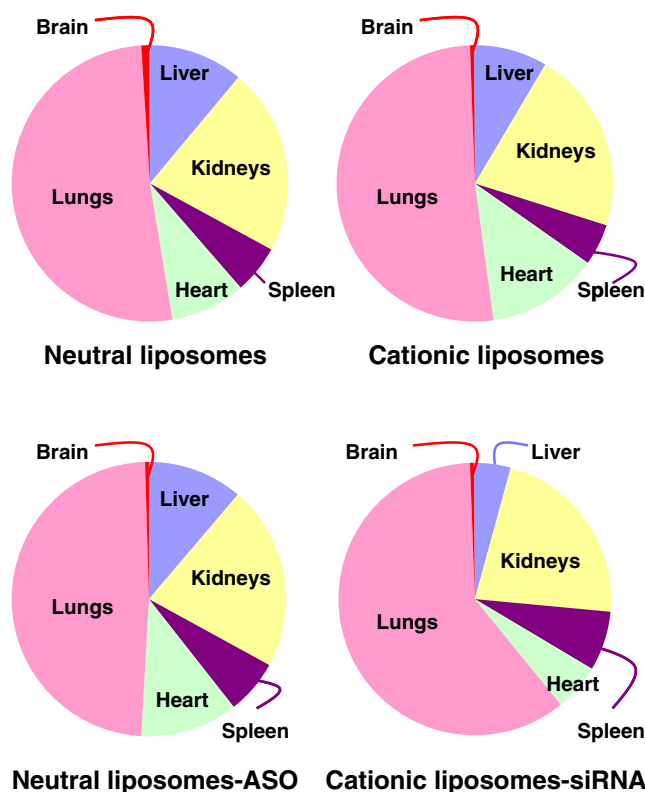 Brain
Liver
Kidneys
Lungs
Heart
Spleen
Neutral liposomes
Brain
Liver
Kidneys
Lungs
Heart
Spleen
Cationic liposomes
Brain
Liver
Kidneys
Lungs
Heart
Spleen
Neutral liposomes-ASO
Brain
Liver
Kidneys
Lungs
Heart
Spleen
Cationic liposomes-siRNA